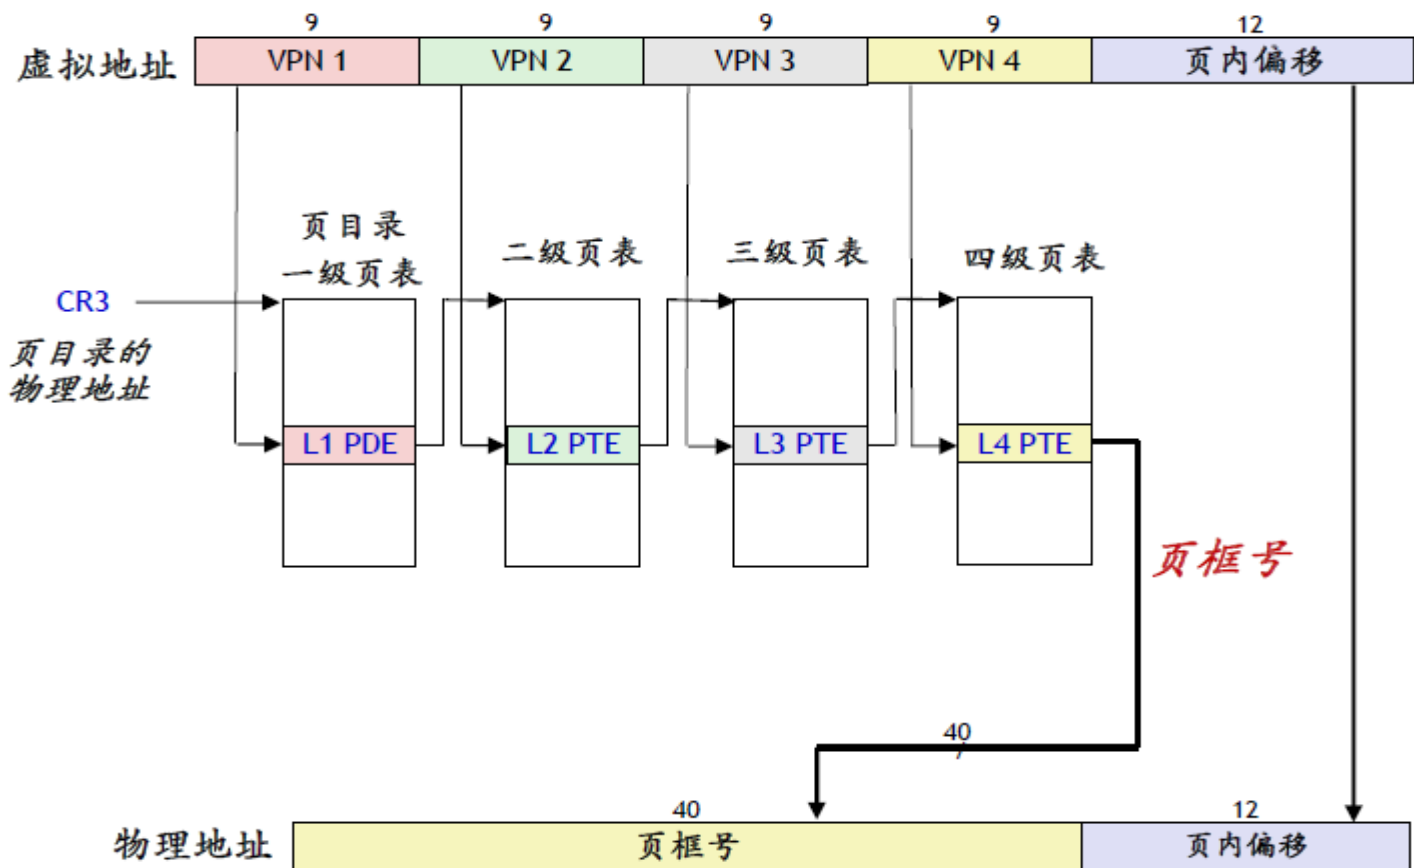 9 9 9 9 12
虚拟地址 VPN 1 VPN 2 VPN 3 VPN 4 页内偏移
页目录
一级页表
二级页表
三级页表
四级页表
CR3
页目录的
物理地址
L1 PDE
L2 PTE
L3 PTE
L4 PTE
页框号
40
40 12
物理地址 页框号 页内偏移